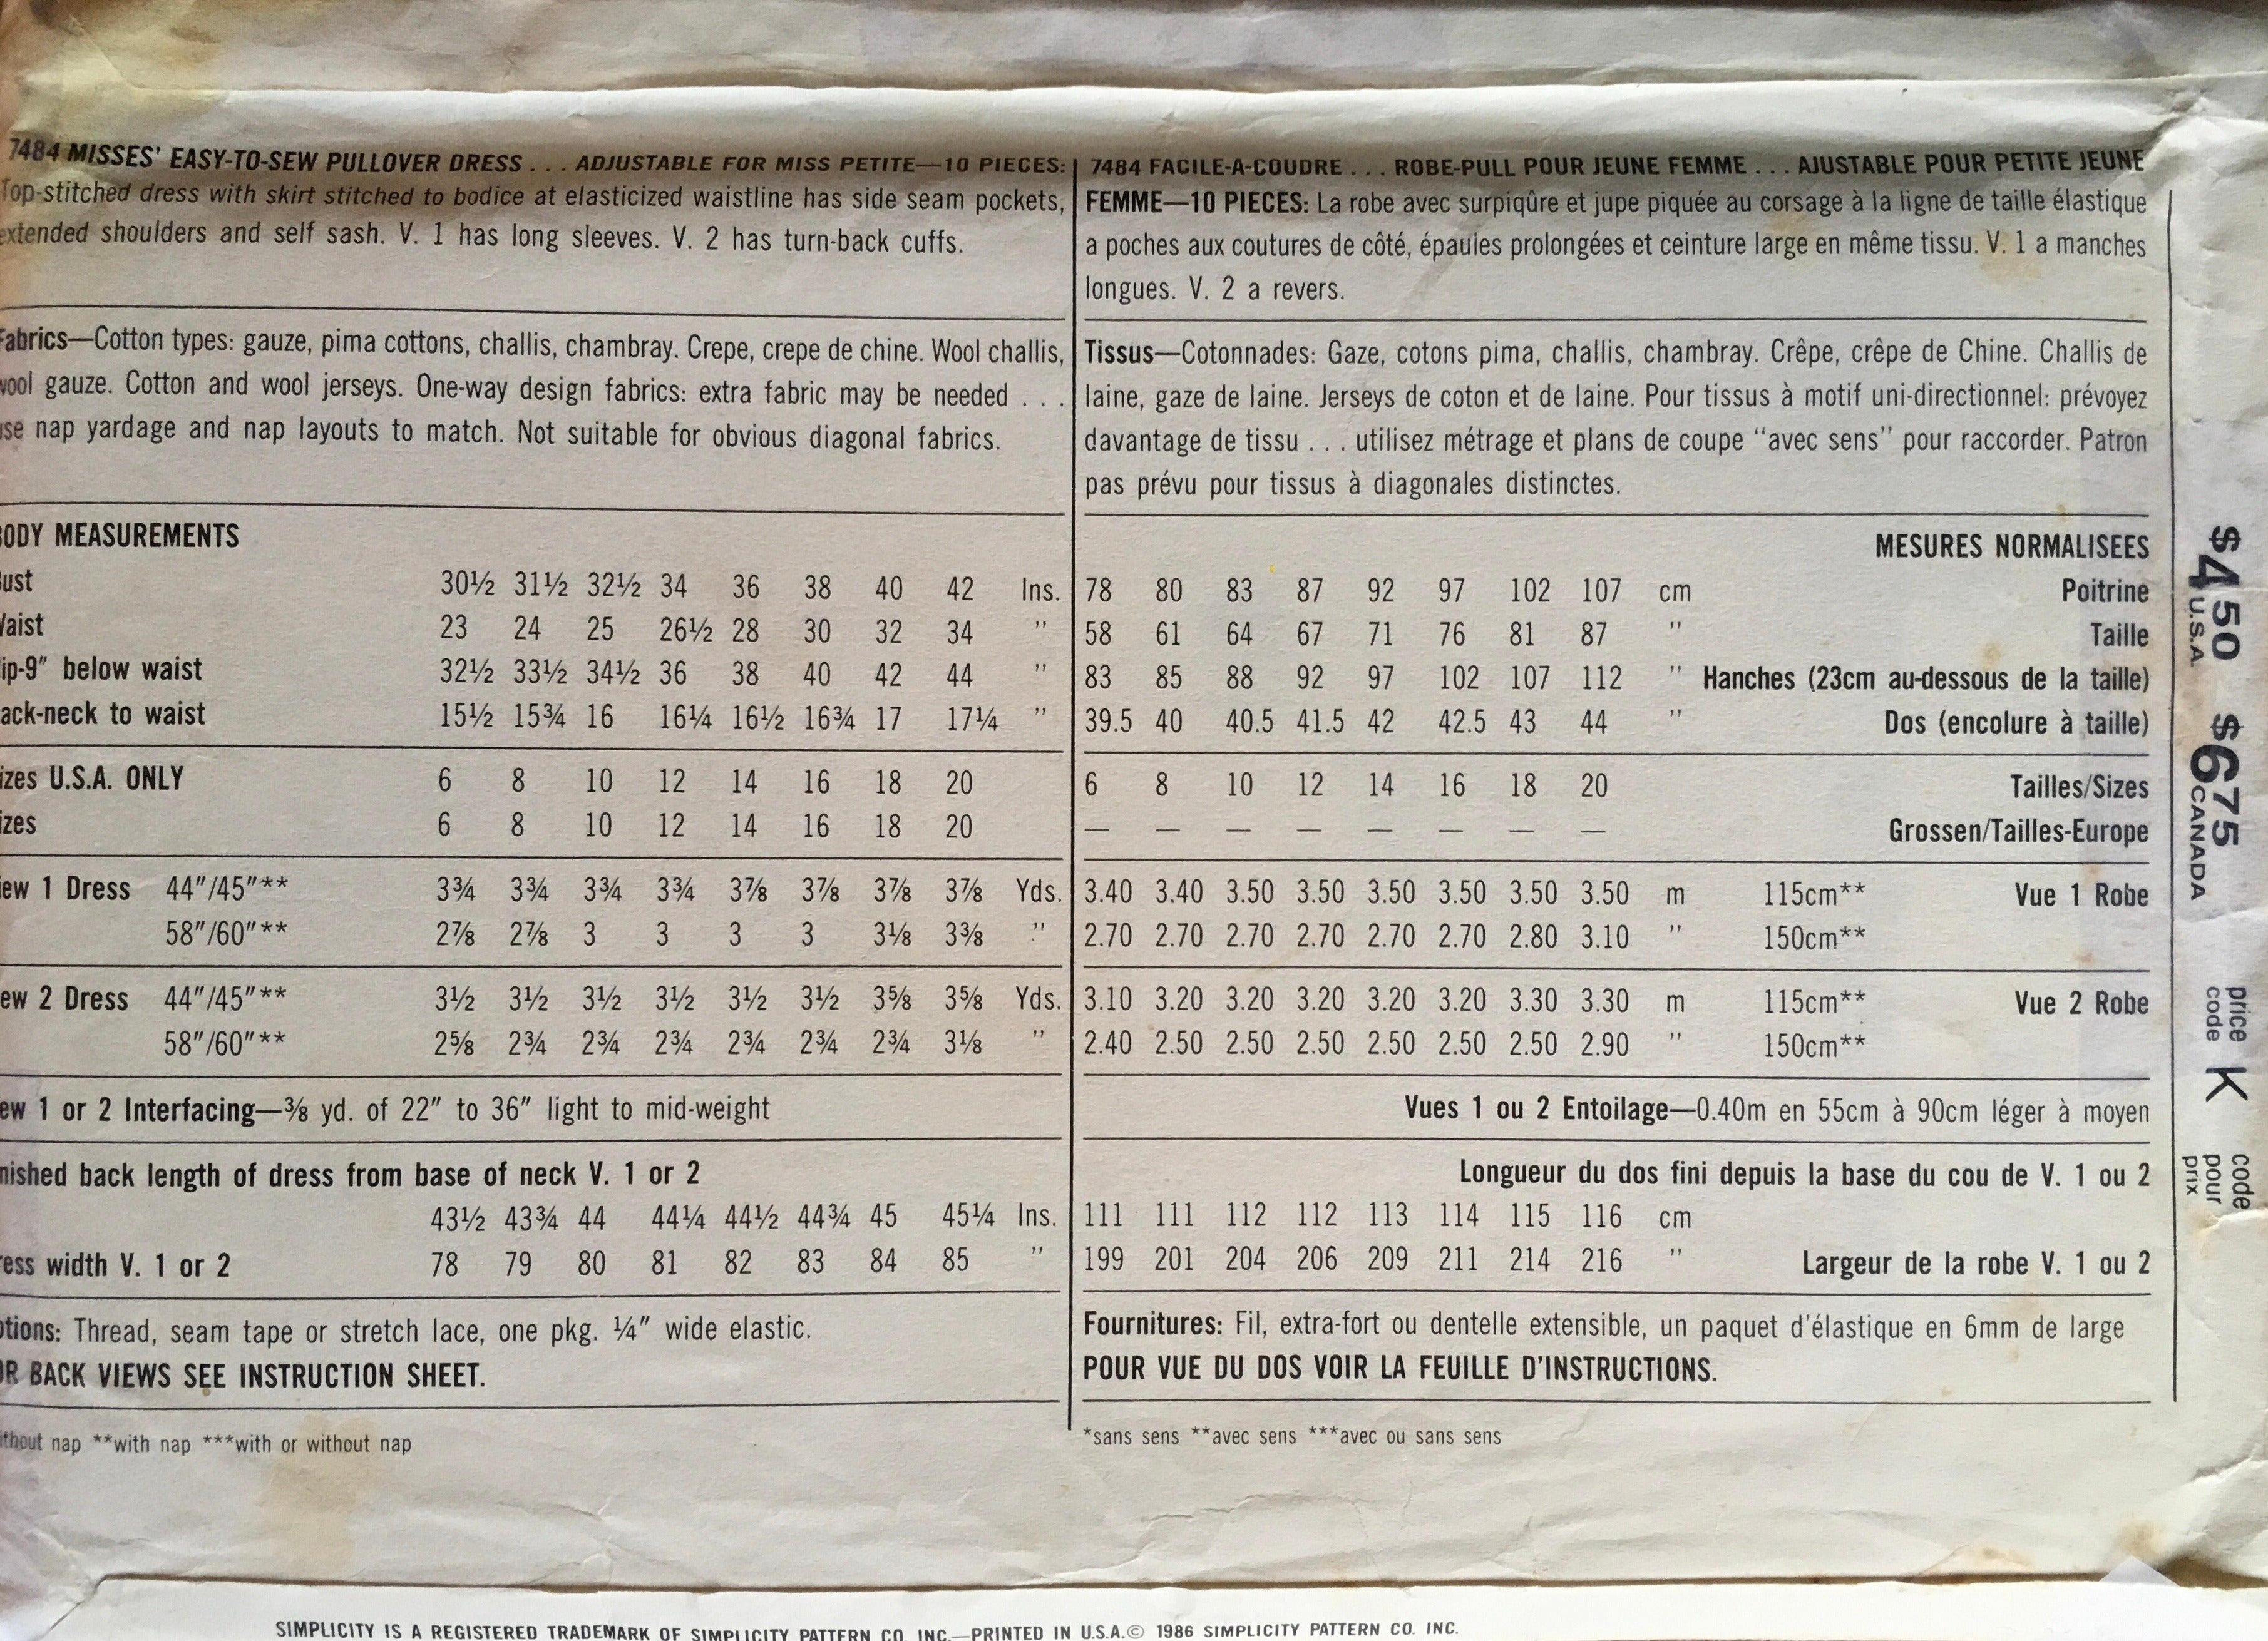 7484 MISSES' EASY-TO-SEW PULLOVER DRESS . . . ADJUSTABLE FOR MISS PETITE—10 PIECES:
Top-stitched dress with skirt stitched to bodice at elasticized waistline has side seam pockets,
extended shoulders and self sash. V. 1 has long sleeves. V. 2 has turn-back cuffs.
Fabrics—Cotton types: gauze, pima cottons, challis, chambray. Crepe, crepe de chine. Wool challis,
wool gauze. Cotton and wool jerseys. One-way design fabrics: extra fabric may be needed . . .
use nap yardage and nap layouts to match. Not suitable for obvious diagonal fabrics.
BODY MEASUREMENTS
Bust 30½ 31½ 32½ 34 36 38 40 42 Ins.
Waist 23 24 25 26½ 28 30 32 34 "
ip-9" below waist 32½ 33½ 34½ 36 38 40 42 44 "
ack-neck to waist 15½ 15¾ 16 16¼ 16½ 16¾ 17 17¼ "
izes U.S.A. ONLY 6 8 10 12 14 16 18 20
izes 6 8 10 12 14 16 18 20
iew 1 Dress 44"/45"** 3¾ 3¾ 3¾ 3¾ 3⅞ 3⅞ 3⅞ 3⅞ Yds.
58"/60"** 2⅞ 2⅞ 3 3 3 3 3⅛ 3⅜ "
ew 2 Dress 44"/45"** 3½ 3½ 3½ 3½ 3½ 3½ 3⅝ 3⅝ Yds.
58"/60"** 2⅝ 2¾ 2¾ 2¾ 2¾ 2¾ 2¾ 3⅛ "
ew 1 or 2 Interfacing—⅜ yd. of 22" to 36" light to mid-weight
nished back length of dress from base of neck V. 1 or 2
43½ 43¾ 44 44¼ 44½ 44¾ 45 45¼ Ins.
ress width V. 1 or 2 78 79 80 81 82 83 84 85 "
otions: Thread, seam tape or stretch lace, one pkg. ¼" wide elastic.
OR BACK VIEWS SEE INSTRUCTION SHEET.
ithout nap **with nap ***with or without nap
7484 FACILE-A-COUDRE . . . ROBE-PULL POUR JEUNE FEMME . . . AJUSTABLE POUR PETITE JEUNE
FEMME—10 PIECES: La robe avec surpiqûre et jupe piquée au corsage à la ligne de taille élastique
a poches aux coutures de côté, épaules prolongées et ceinture large en même tissu. V. 1 a manches
longues. V. 2 a revers.
Tissus—Cotonnades: Gaze, cotons pima, challis, chambray. Crêpe, crêpe de Chine. Challis de
laine, gaze de laine. Jerseys de coton et de laine. Pour tissus à motif uni-directionnel: prévoyez
davantage de tissu . . . utilisez métrage et plans de coupe "avec sens" pour raccorder. Patron
pas prévu pour tissus à diagonales distinctes.
MESURES NORMALISEES
78 80 83 87 92 97 102 107 cm Poitrine
58 61 64 67 71 76 81 87 " Taille
83 85 88 92 97 102 107 112 " Hanches (23cm au-dessous de la taille)
39.5 40 40.5 41.5 42 42.5 43 44 " Dos (encolure à taille)
6 8 10 12 14 16 18 20 Tailles/Sizes
— — — — — — — — Grossen/Tailles-Europe
3.40 3.40 3.50 3.50 3.50 3.50 3.50 3.50 m 115cm** Vue 1 Robe
2.70 2.70 2.70 2.70 2.70 2.70 2.80 3.10 " 150cm**
3.10 3.20 3.20 3.20 3.20 3.20 3.30 3.30 m 115cm** Vue 2 Robe
2.40 2.50 2.50 2.50 2.50 2.50 2.50 2.90 " 150cm**
Vues 1 ou 2 Entoilage—0.40m en 55cm à 90cm léger à moyen
Longueur du dos fini depuis la base du cou de V. 1 ou 2
111 111 112 112 113 114 115 116 cm
199 201 204 206 209 211 214 216 " Largeur de la robe V. 1 ou 2
Fournitures: Fil, extra-fort ou dentelle extensible, un paquet d'élastique en 6mm de large
POUR VUE DU DOS VOIR LA FEUILLE D'INSTRUCTIONS.
*sans sens **avec sens ***avec ou sans sens
$4 50 U.S.A. $6 75 CANADA
price code K code pour prix
SIMPLICITY IS A REGISTERED TRADEMARK OF SIMPLICITY PATTERN CO. INC.—PRINTED IN U.S.A.© 1986 SIMPLICITY PATTERN CO. INC.